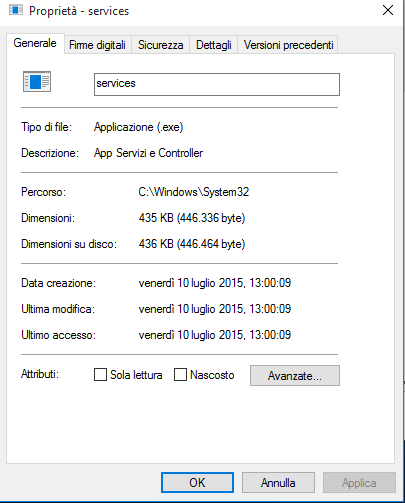 Proprietà - services
Generale Firme digitali Sicurezza Dettagli Versioni precedenti
services
Tipo di file: Applicazione (.exe)
Descrizione: App Servizi e Controller
Percorso: C:\Windows\System32
Dimensioni: 435 KB (446.336 byte)
Dimensioni su disco: 436 KB (446.464 byte)
Data creazione: venerdì 10 luglio 2015, 13:00:09
Ultima modifica: venerdì 10 luglio 2015, 13:00:09
Ultimo accesso: venerdì 10 luglio 2015, 13:00:09
Attributi: Sola lettura Nascosto Avanzate...
OK Annulla Applica